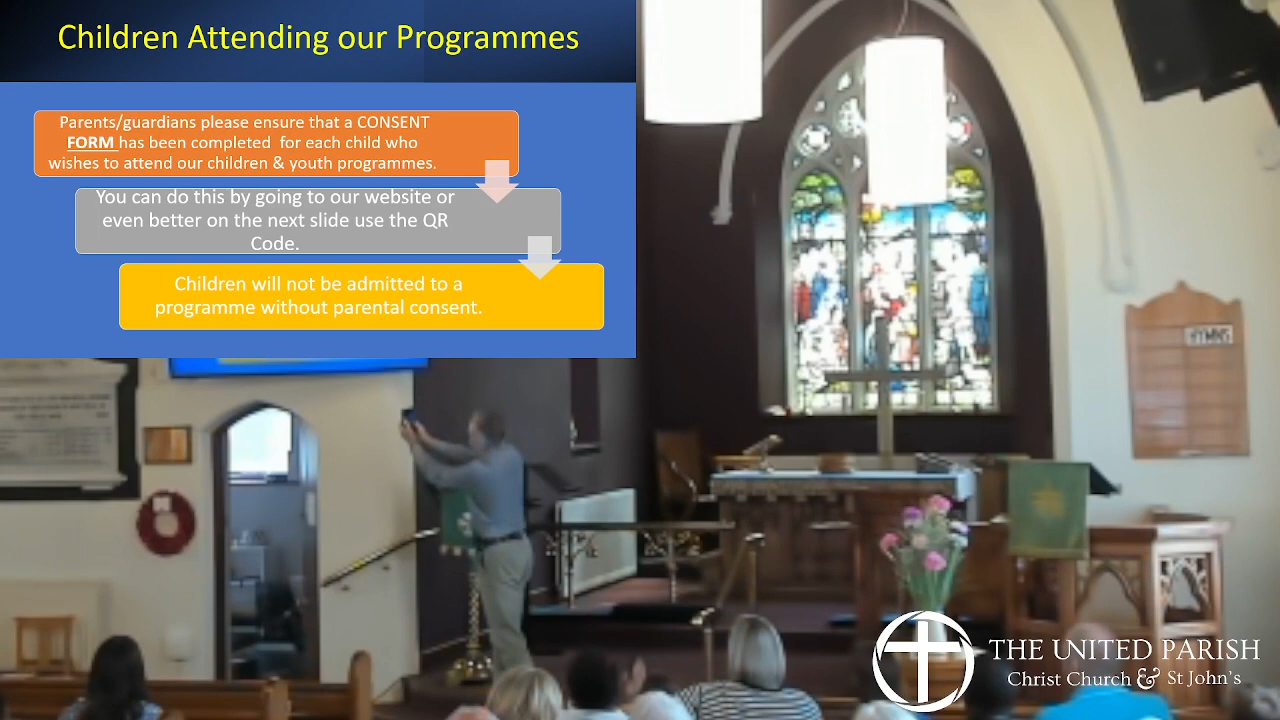 Children Attending our Programmes
Parents/guardians please ensure that a CONSENT
FORM has been completed for each child who
wishes to attend our children & youth programmes.
You can do this by going to our website or
even better on the next slide use the QR
Code.
Children will not be admitted to a
programme without parental consent.
HYMNS
THE UNITED PARISH
Christ Church & St John's